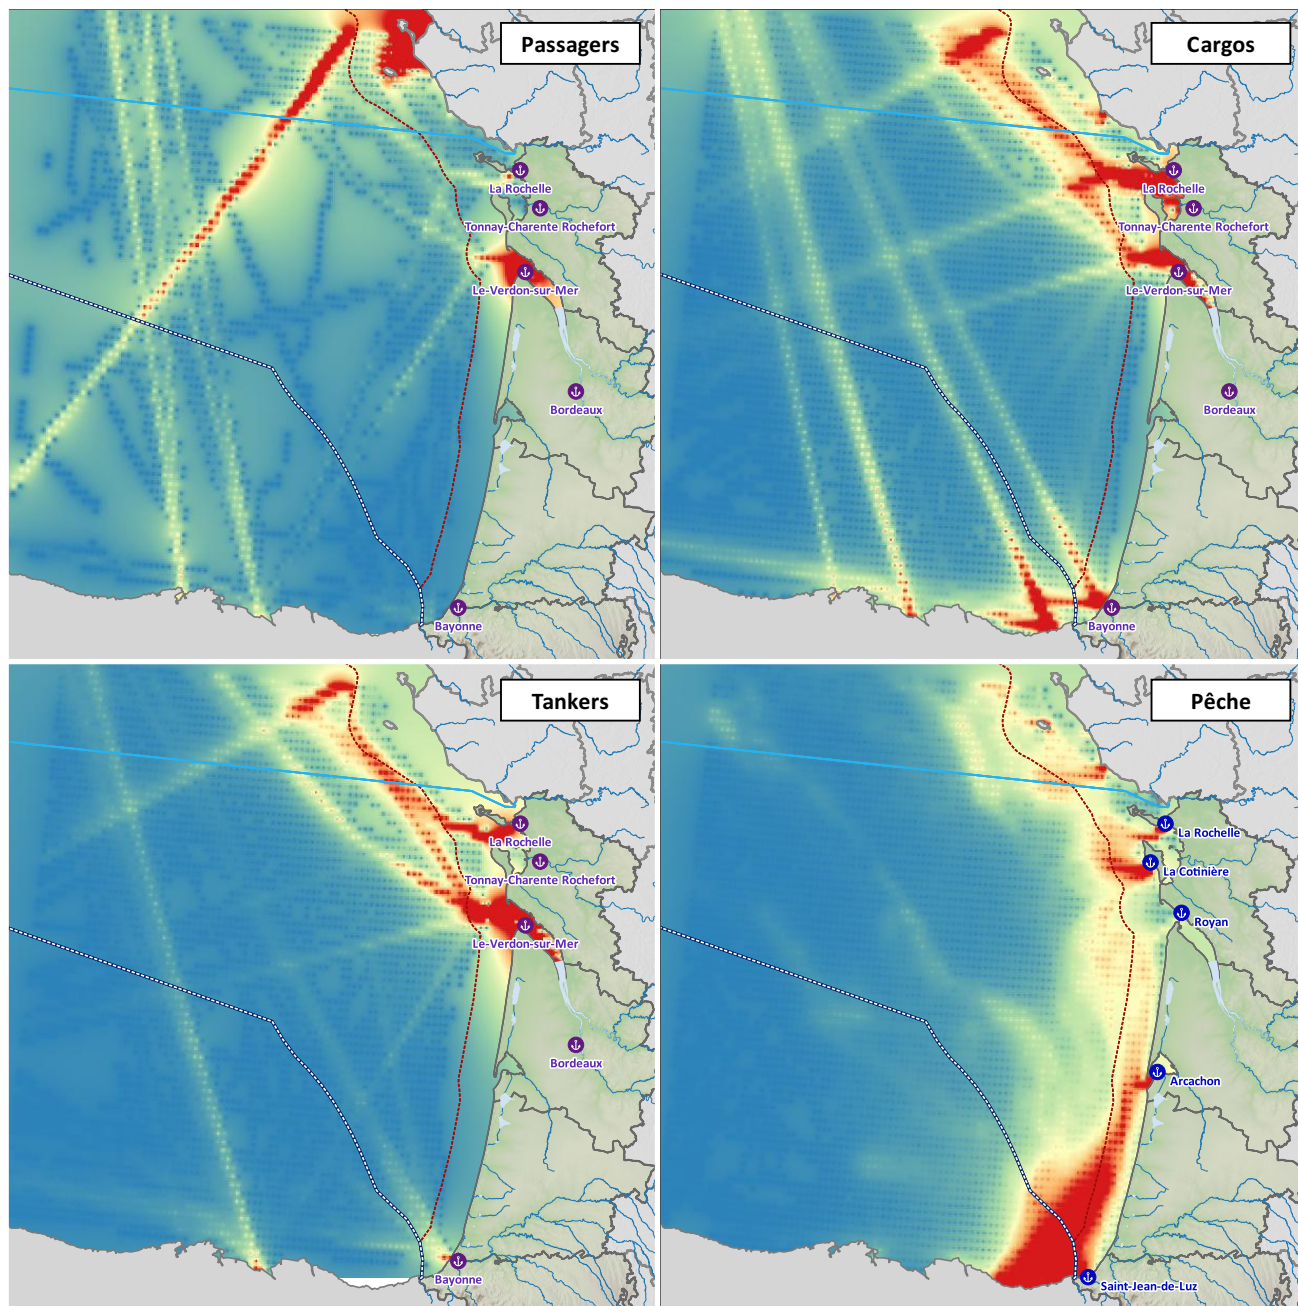 Passagers
La Rochelle
Tonnay-Charente Rochefort
Le-Verdon-sur-Mer
Bordeaux
Bayonne
Cargos
La Rochelle
Tonnay-Charente Rochefort
Le-Verdon-sur-Mer
Bordeaux
Bayonne
Tankers
La Rochelle
Tonnay-Charente Rochefort
Le-Verdon-sur-Mer
Bordeaux
Bayonne
Pêche
La Rochelle
La Cotinière
Royan
Arcachon
Saint-Jean-de-Luz